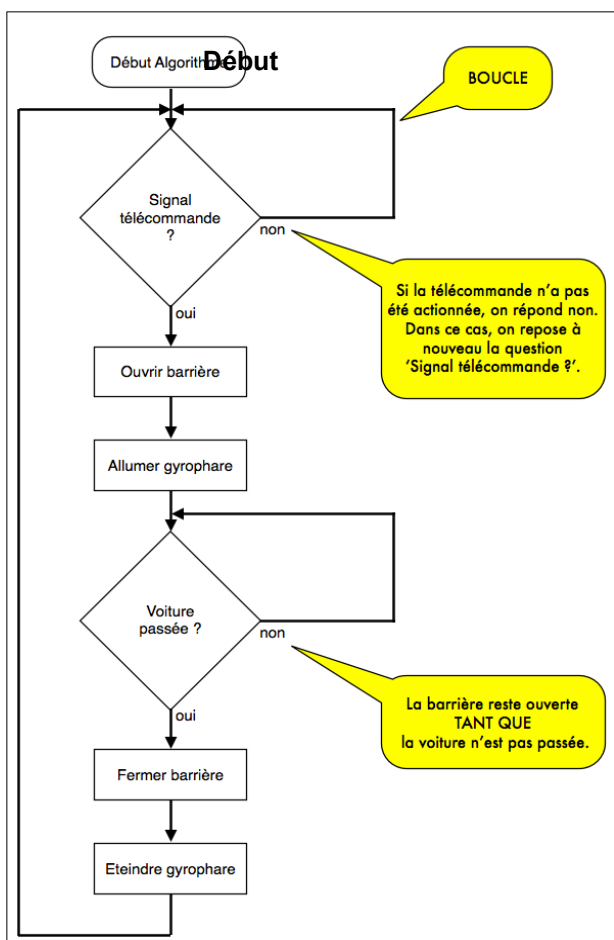 Début Algorithme
Début
BOUCLE
Signal
télécommande
?
non
Si la télécommande n'a pas
été actionnée, on répond non.
Dans ce cas, on repose à
nouveau la question
'Signal télécommande ?'.
oui
Ouvrir barrière
Allumer gyrophare
Voiture
passée ?
non
La barrière reste ouverte
TANT QUE
la voiture n'est pas passée.
oui
Fermer barrière
Eteindre gyrophare